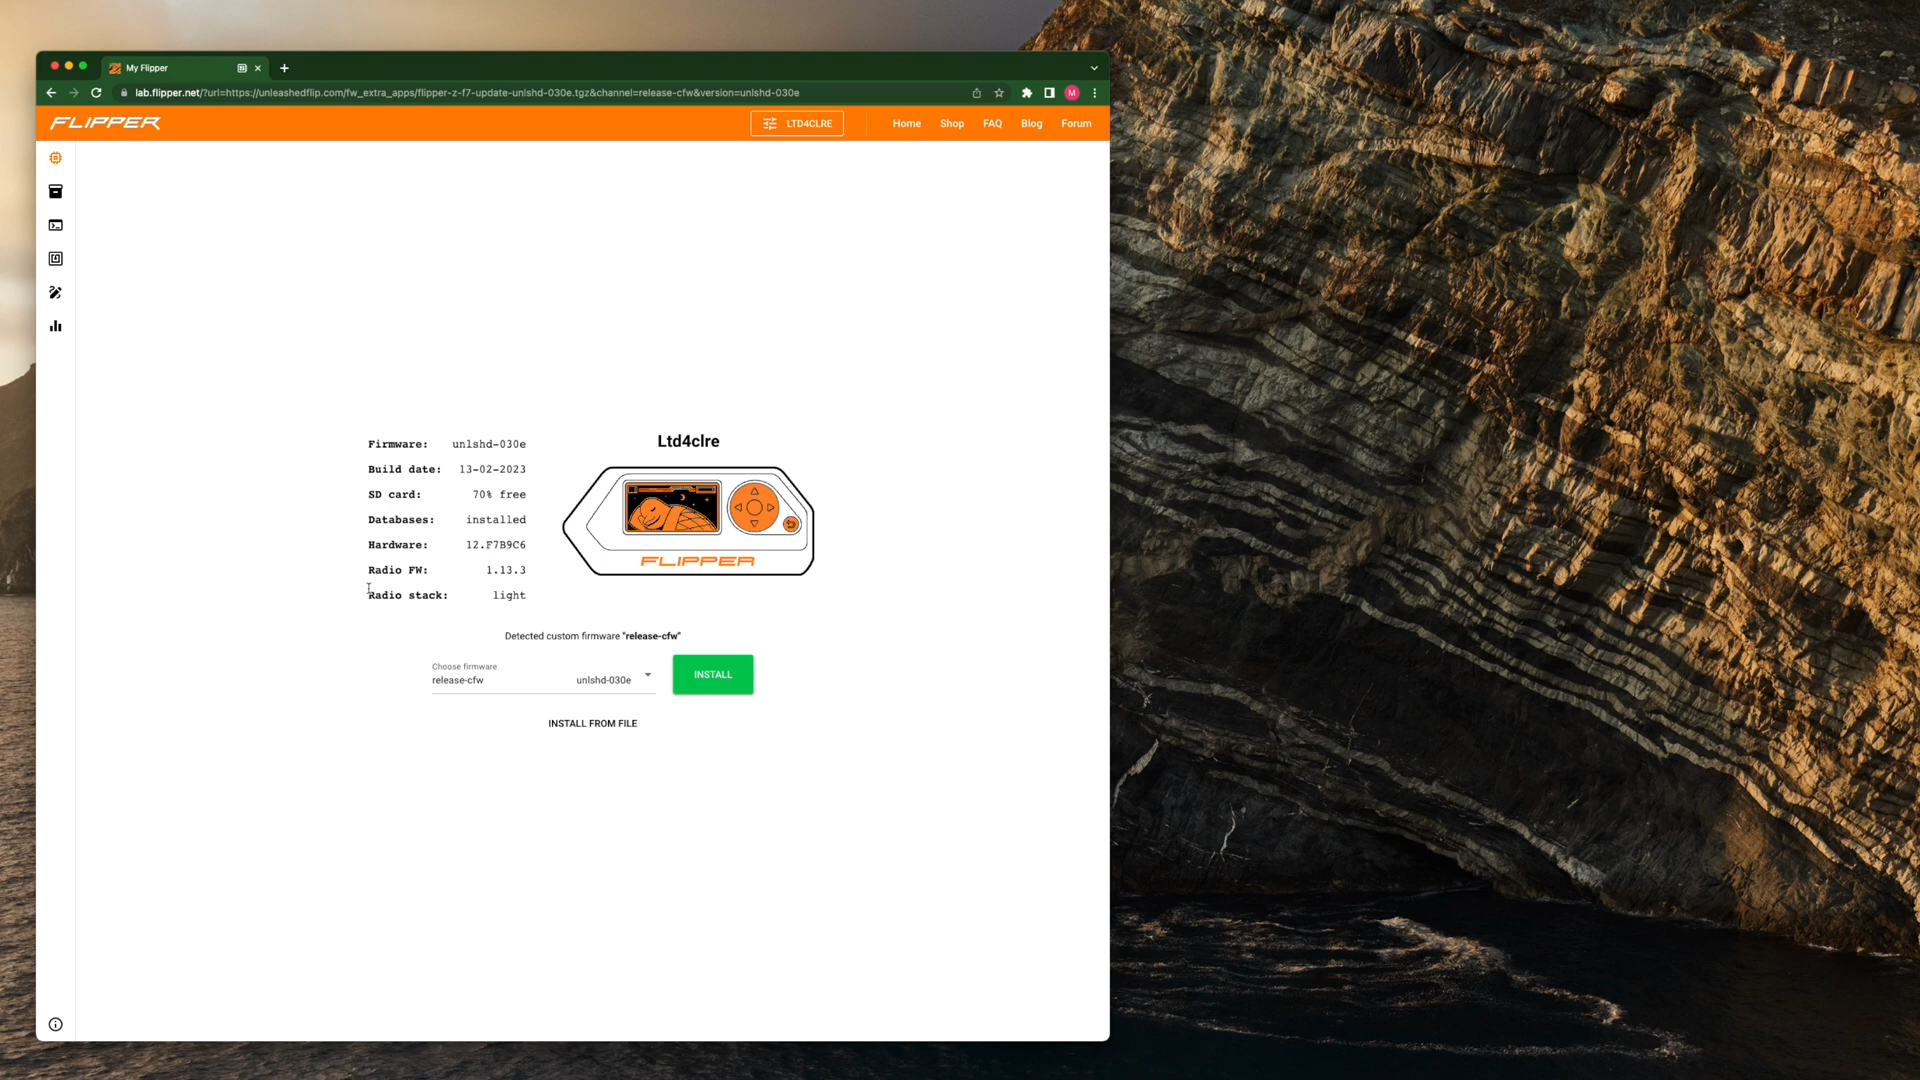 My Flipper
lab.flipper.net/?url=https://unleashedflip.com/fw_extra_apps/flipper-z-f7-update-unlshd-030e.tgz&channel=release-cfw&version=unlshd-030e
M
FLIPPER
LTD4CLRE
Home
Shop
FAQ
Blog
Forum
Firmware: unlshd-030e
Build date: 13-02-2023
SD card: 70% free
Databases: installed
Hardware: 12.F7B9C6
Radio FW: 1.13.3
Radio stack: light
Ltd4clre
FLIPPER
Detected custom firmware "release-cfw"
Choose firmware
release-cfw unlshd-030e
INSTALL
INSTALL FROM FILE